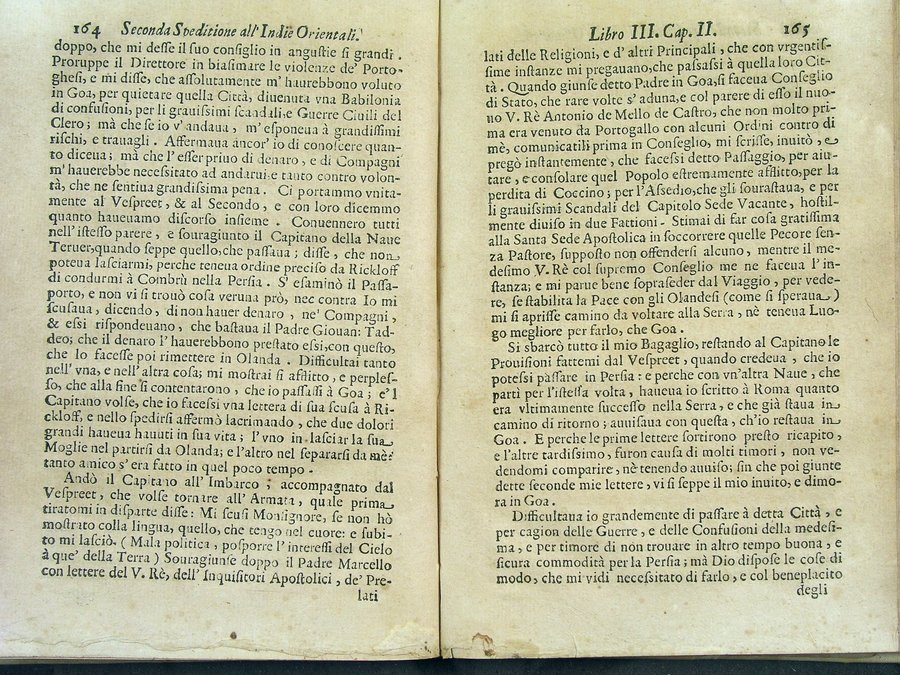 164 Seconda Speditione all' Indie Orientali.
doppo, che mi desse il suo consiglio in angustie si grandi.
Proruppe il Direttore in biasimare le violenze de' Porto-
ghesi, e mi disse, che assolutamente m' haurebbono voluto
in Goa, per quietare quella Città, diuenuta vna Babilonia
di confusioni, per li grauissimi scandali, e Guerre Ciuili del
Clero; mà che se io v' andaua, m' esponeua à grandissimi
rischi, e trauagli. Affermaua ancor' io di conoscere quan-
to diceua; mà che l' esser priuo di denaro, e di Compagni
m' hauerebbe necessitato ad andarui e tanto contro volon-
tà, che ne sentiua grandissima pena. Ci portammo vnita-
mente al Vespreet, & al Secondo, e con loro dicemmo
quanto haueuamo discorso insieme. Conuennero tutti
nell' istesso parere, e souragiunto il Capitano della Naue
Teruer, quando seppe quello, che passaua; disse, che non
poteua lasciarmi, perche teneua ordine preciso da Rickloff
di condurmi à Combrù nella Persia. S' esaminò il Passa-
porto, e non vi si trouò cosa veruna prò, nec contra Io mi
scusaua, dicendo, di non hauer denaro, ne' Compagni,
& essi rispondeuano, che bastaua il Padre Giouan: Tad-
deo; che il denaro l' hauerebbono prestato essi, con questo,
che lo facesse poi rimettere in Olanda. Difficultai tanto
nell' vna, e nell' altra cosa; mi mostrai sì afflitto, e perples-
so, che alla fine si contentarono, che io passassi à Goa; e' l
Capitano volse, che io facessi vna lettera di sua scusa à Ri-
ckloff, e nello spedirsi affermò lacrimando, che due dolori
grandi haueua hauuti in sua vita; l' vno in lasciar la sua
Moglie nel partirsi da Olanda; e l' altro nel separarsi da mè:
tanto amico s' era fatto in quel poco tempo.
Andò il Capitano all' Imbarco; accompagnato dal
Vespreet, che volse tornare all' Armata, quale prima
tiratomi in disparte disse: Mi scusi Monsignore, se non hò
mostrato colla lingua, quello, che tengo nel cuore: e subi-
to mi lasciò. (Mala politica, posporre l' interessi del Cielo
à que' della Terra) Souragiunse doppo il Padre Marcello
con lettere del V. Rè, dell' Inquisitori Apostolici, de' Pre-
lati
Libro III. Cap. II. 165
lati delle Religioni, e d' altri Principali, che con vrgentis-
sime instanze mi pregauano, che passassi à quella loro Cit-
tà. Quando giunse detto Padre in Goa, si faceua Conseglio
di Stato, che rare volte s' aduna, e col parere di esso il nuo-
uo V. Rè Antonio de Mello de Castro, che non molto pri-
ma era venuto da Portogallo con alcuni Ordini contro di
mè, comunicatili prima in Conseglio, mi scrisse, inuitò, e
pregò instantemente, che facessi detto Passaggio, per aiu-
tare, e consolare quel Popolo estremamente afflitto, per la
perdita di Coccino; per l' Assedio, che gli sourastaua, e per
li grauissimi Scandali del Capitolo Sede Vacante, hostil-
mente diuiso in due Fattioni. Stimai di far cosa gratissima
alla Santa Sede Apostolica in soccorrere quelle Pecore sen-
za Pastore, supposto non offendersi alcuno, mentre il me-
desimo V. Rè col supremo Conseglio me ne faceua l' in-
stanza; e mi parue bene sopraseder dal Viaggio, per vede-
re, se stabilita la Pace con gli Olandesi (come si speraua)
mi si aprisse camino da voltare alla Serra, nè teneua Luo-
go megliore per farlo, che Goa.
Si sbarcò tutto il mio Bagaglio, restando al Capitano le
Prouisioni fattemi dal Vespreet, quando credeua, che io
potessi passare in Persia: e perche con vn' altra Naue, che
parti per l' istessa volta, haueua io scritto à Roma quanto
era vltimamente successo nella Serra, e che già staua in
camino di ritorno; auuisaua con questa, ch' io restaua in
Goa. E perche le prime lettere sortirono presto ricapito,
e l' altre tardissimo, furon causa di molti timori, non ve-
dendomi comparire, nè tenendo auuiso; sin che poi giunte
dette seconde mie lettere, vi si seppe il mio inuito, e dimo-
ra in Goa.
Difficultaua io grandemente di passare à detta Città, e
per cagion delle Guerre, e delle Confusioni della medesi-
ma, e per timore di non trouare in altro tempo buona, e
sicura commodità per la Persia; mà Dio dispose le cose di
modo, che mi vidi necessitato di farlo, e col beneplacito
degli